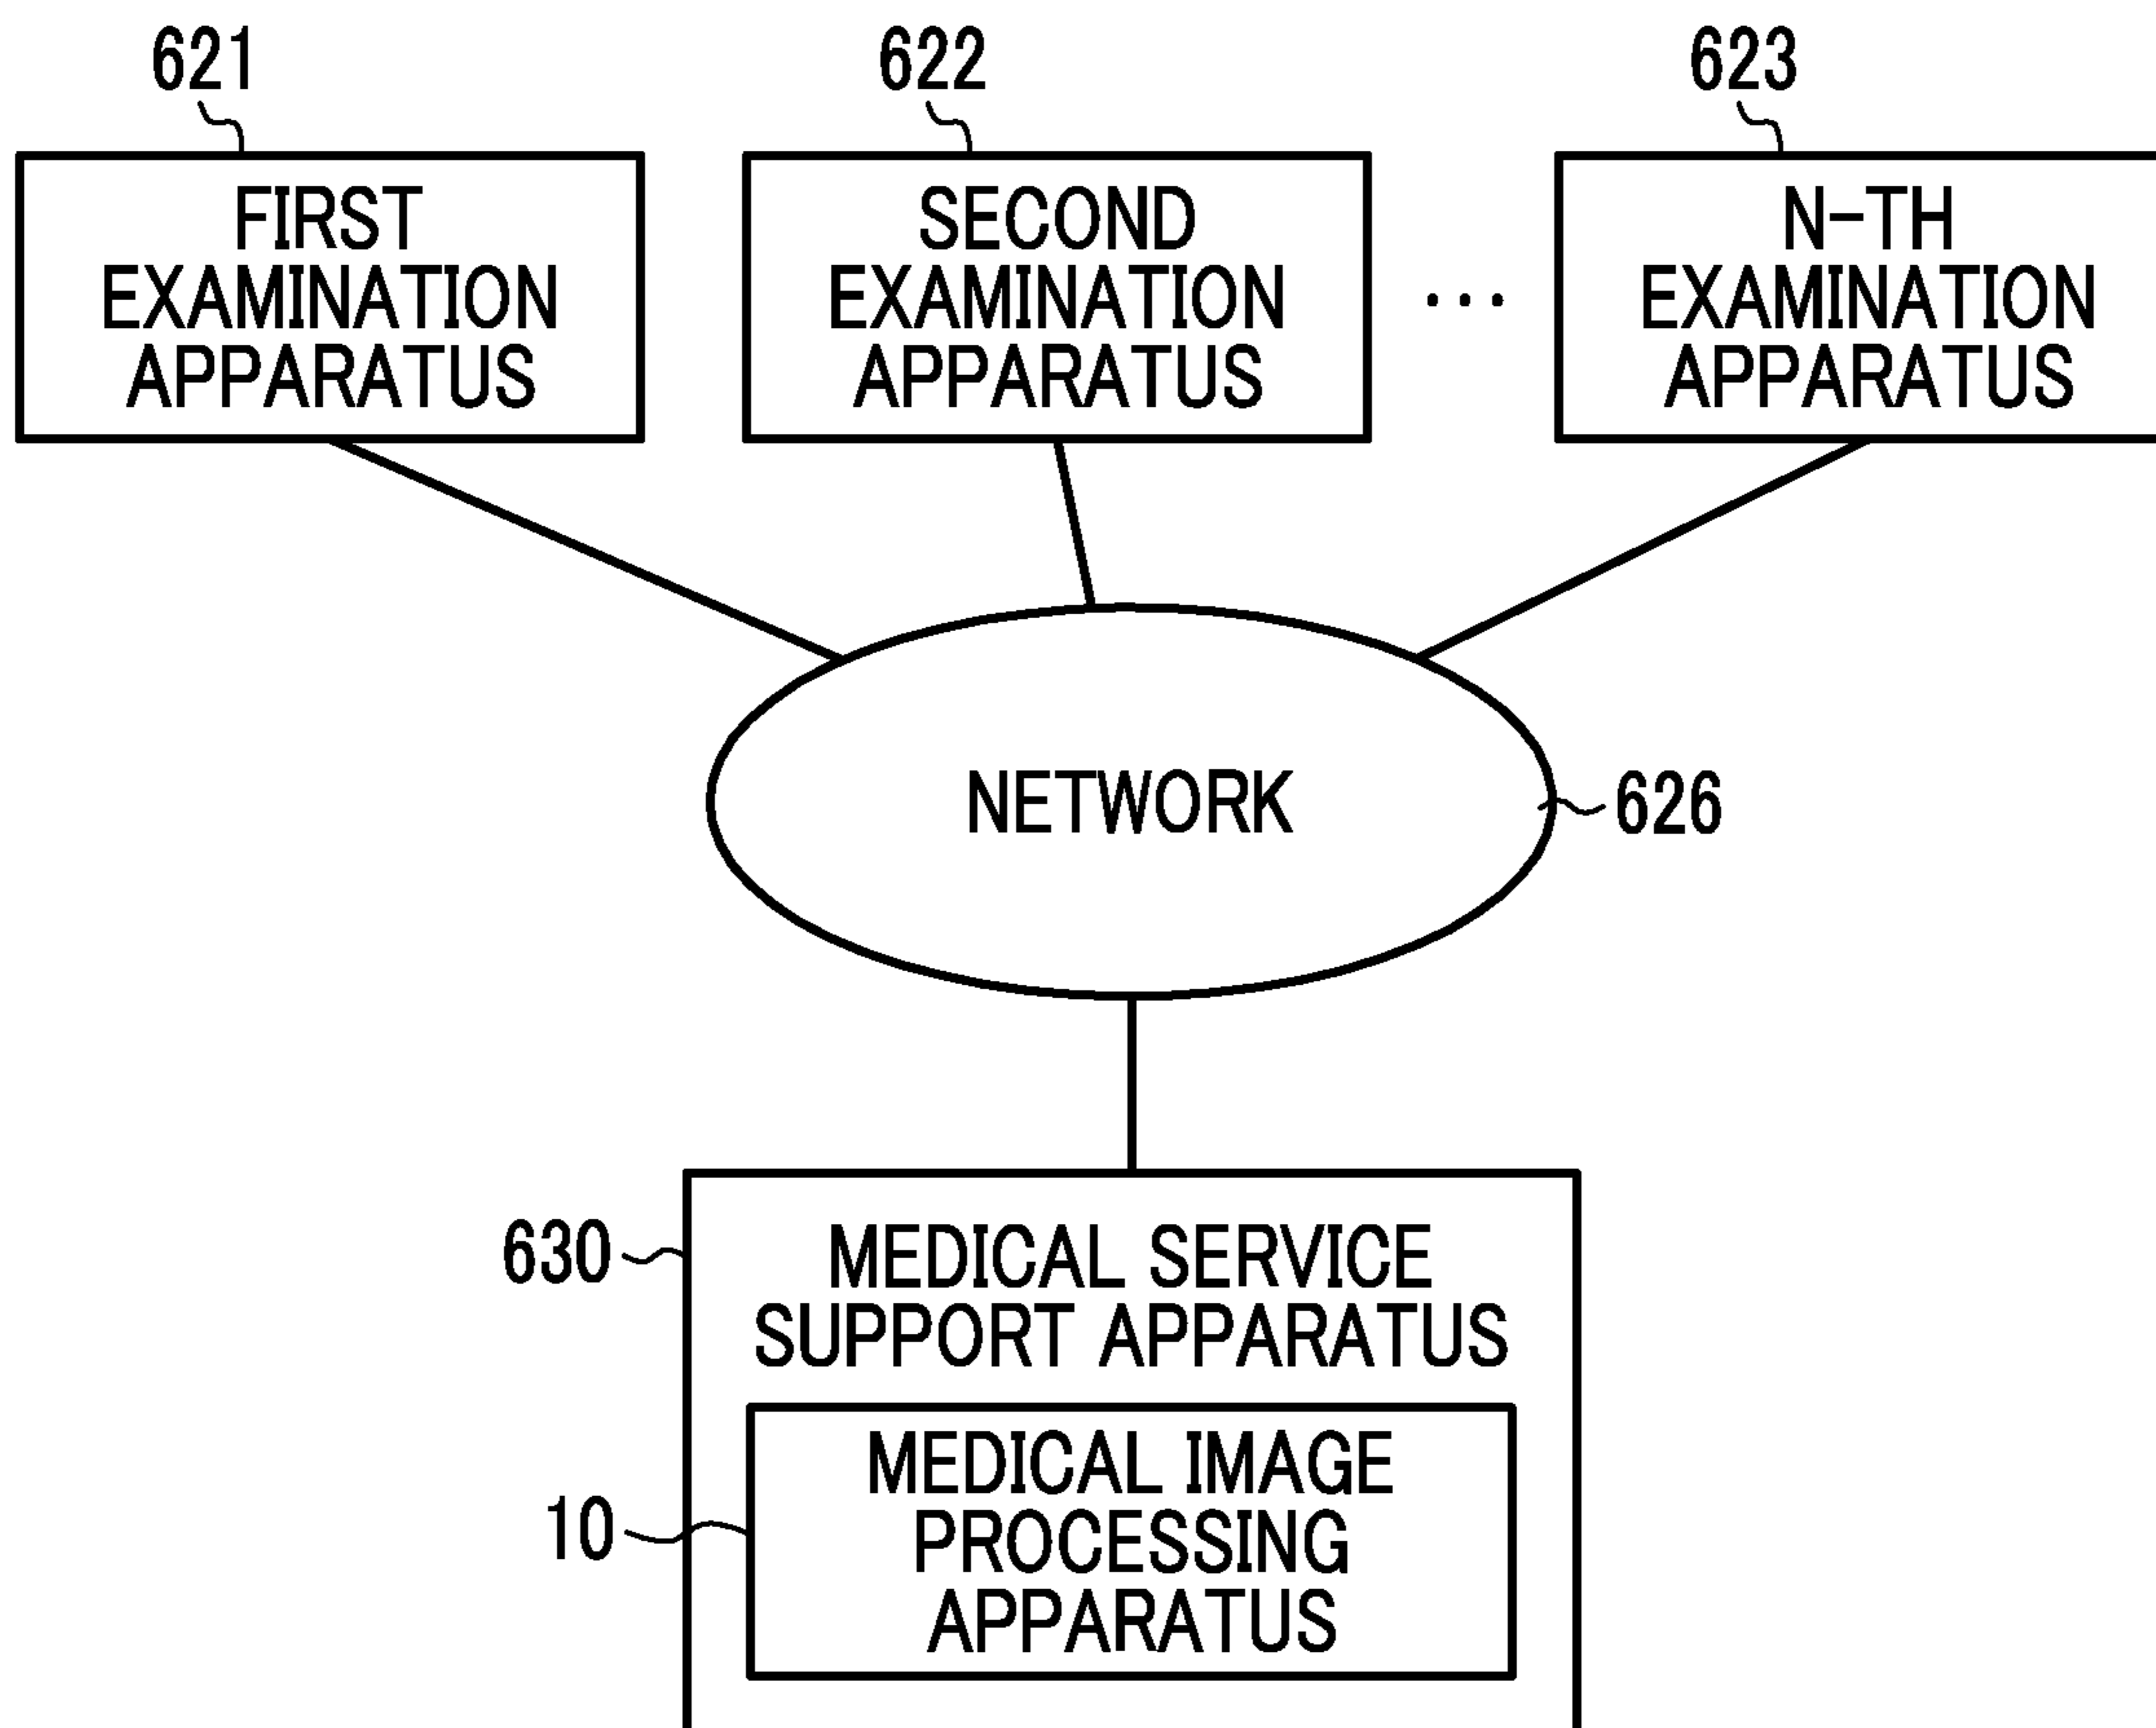 621
622
623
FIRST
EXAMINATION
APPARATUS
SECOND
EXAMINATION
APPARATUS
...
N-TH
EXAMINATION
APPARATUS
NETWORK
626
630
MEDICAL SERVICE
SUPPORT APPARATUS
10
MEDICAL IMAGE
PROCESSING
APPARATUS